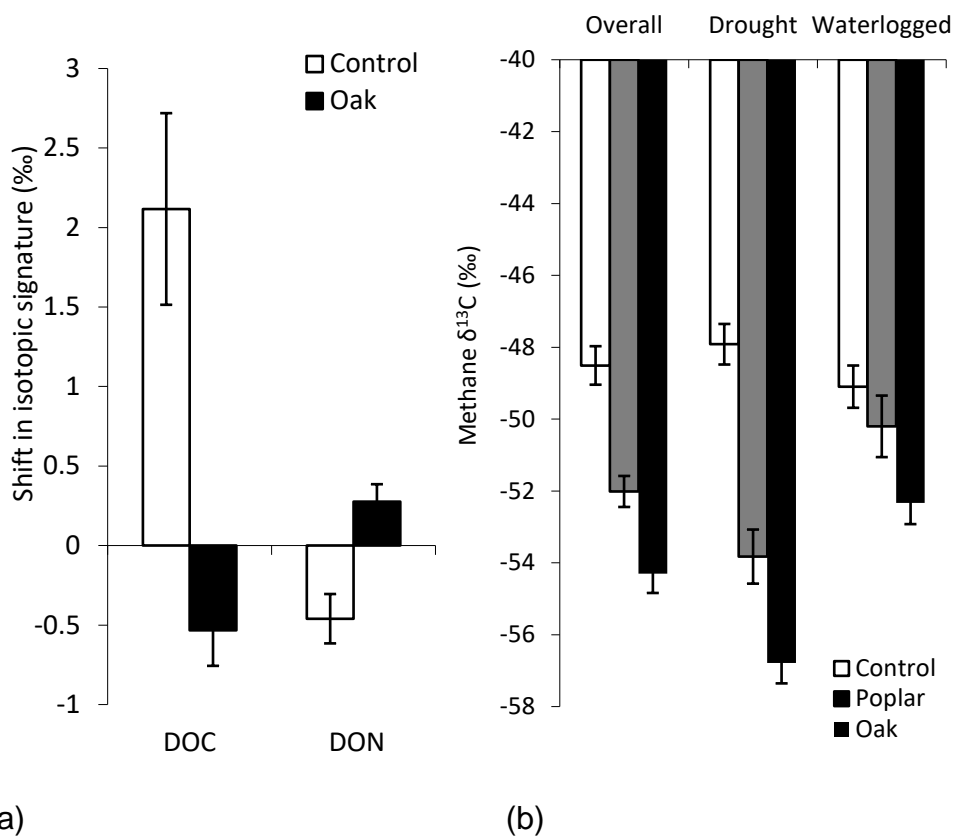 3
2.5
2
1.5
1
0.5
0
-0.5
-1
Shift in isotopic signature (‰)
Control
Oak
DOC DON
a)
Overall Drought Waterlogged
-40
-42
-44
-46
-48
-50
-52
-54
-56
-58
Methane δ¹³C (‰)
Control
Poplar
Oak
(b)